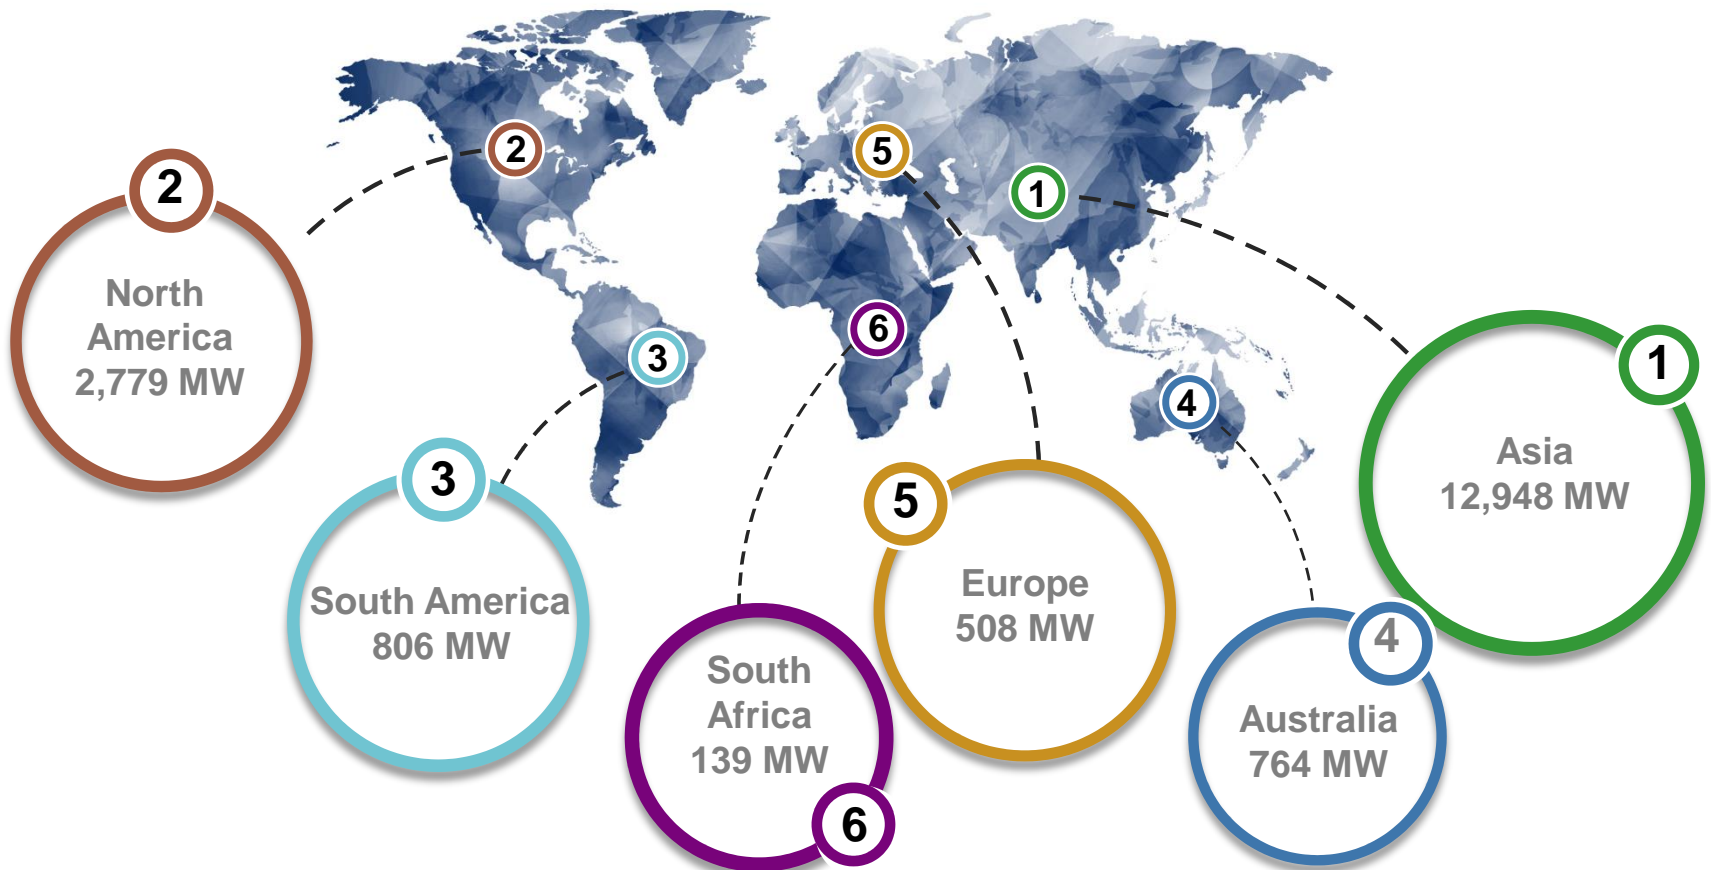 2
5
1
6
3
4
2
North
America
2,779 MW
1
Asia
12,948 MW
3
South America
806 MW
5
Europe
508 MW
4
Australia
764 MW
South
Africa
139 MW
6